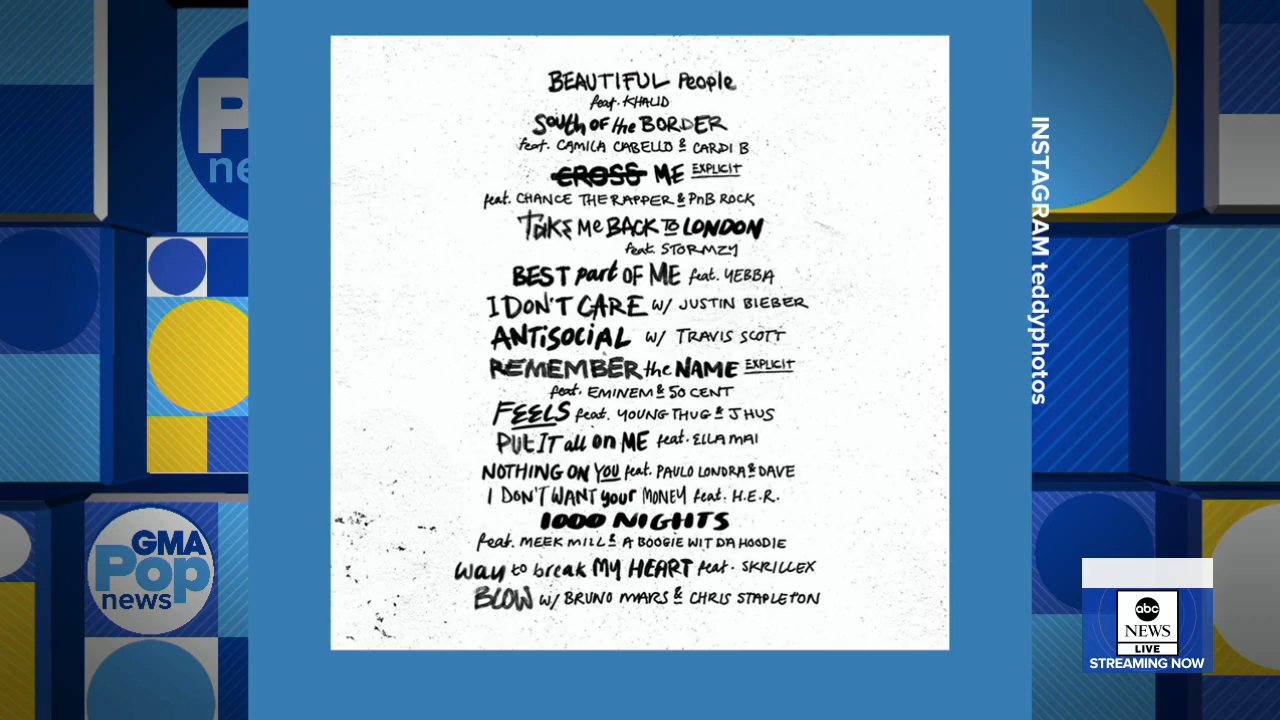 BEAUTIFUL People
feat. KHALID
South OF the BORDER
feat. CAMILA CABELLO & CARDI B
CROSS ME EXPLICIT
feat. CHANCE THE RAPPER & PnB ROCK
TAKE Me BACK TO LONDON
feat. STORMZY
BEST part OF ME feat. YEBBA
I DON'T CARE w/ JUSTIN BIEBER
ANTiSOCiAL w/ TRAVIS SCOTT
REMEMBER the NAME EXPLICIT
feat. EMINEM & 50 CENT
FEELS feat. YOUNG THUG & J HUS
PUT IT all on ME feat. ELLA MAI
NOTHING ON YOU feat. PAULO LONDRA & DAVE
I DON'T WANT your MONEY feat. H.E.R.
1000 NIGHTS
feat. MEEK MILL & A BOOGIE WIT DA HOODIE
way to break MY HEART feat. SKRILLEX
BLOW w/ BRUNO MARS & CHRIS STAPLETON
INSTAGRAM teddyphotos
P
ne
GMA
Pop
news
abc
NEWS
LIVE
STREAMING NOW